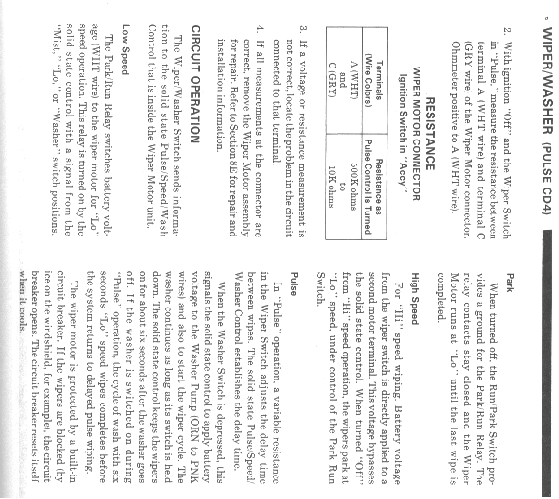 WIPER/WASHER (PULSE CD4)
2. With ignition "Off" and the Wiper Switch
in "Pulse," measure the resistance between
terminal A (WHT wire) and terminal C
(GRY wire of the Wiper Motor connector.
Ohmmeter positive to A (WHT wire).
RESISTANCE
WIPER MOTOR CONNECTOR
Ignition Switch in "Accy"
Terminals
(Wire Colors)
Resistance as
Pulse Control is Turned
A (WHT)
and
C (GRY)
500K ohms
to
10K ohms
3. If a voltage or resistance measurement is
not correct, locate the problem in the circuit
connected to that terminal.
4. If all measurements at the connector are
correct, remove the Wiper Motor assembly
for repair. Refer to Section 8E for repair and
installation information.
CIRCUIT OPERATION
The Wiper/Washer Switch sends informa-
tion to the solid state Pulse/Speed/Wash
Control that is inside the Wiper Motor unit.
Low Speed
The Park/Run Relay switches battery volt-
age (WHT wire) to the wiper motor for "Lo"
speed operation. This relay is turned on by the
solid state control with a signal from the
"Mist," "Lo," or "Washer" switch positions.
Park
When turned off, the Run/Park Switch pro-
vides a ground for the Park/Run Relay. The
relay contacts stay closed and the Wiper
Motor runs at "Lo" until the last wipe is
completed.
High Speed
For "Hi" speed wiping, Battery voltage
from the wiper switch is directly applied to a
second motor terminal. This voltage bypasses
the solid state control. When turned "Off"
from "Hi" speed operation, the wipers park at
"Lo" speed, under control of the Park Run
Switch.
Pulse
In "Pulse" operation, a variable resistance
in the Wiper Switch adjusts the delay time
between wipes. The solid state Pulse/Speed/
Washer Control establishes the delay time.
When the Washer Switch is depressed, this
signals the solid state control to apply battery
voltage to the Washer Pump (ORN to PNK
wires) and also to start the wiper cycle. The
washer continues as long as its switch is held
down. The solid state control keeps the wipers
on for about six seconds after the washer goes
off. If the washer is switched on during
"Pulse" operation, the cycle of wash with six
seconds "Lo" speed wipes completes before
the system returns to delayed pulse wiping.
The wiper motor is protected by a built-in
circuit breaker. If the wipers are blocked (by
ice on the windshield, for example, the circuit
breaker opens. The circuit breaker resets itself
when it cools.